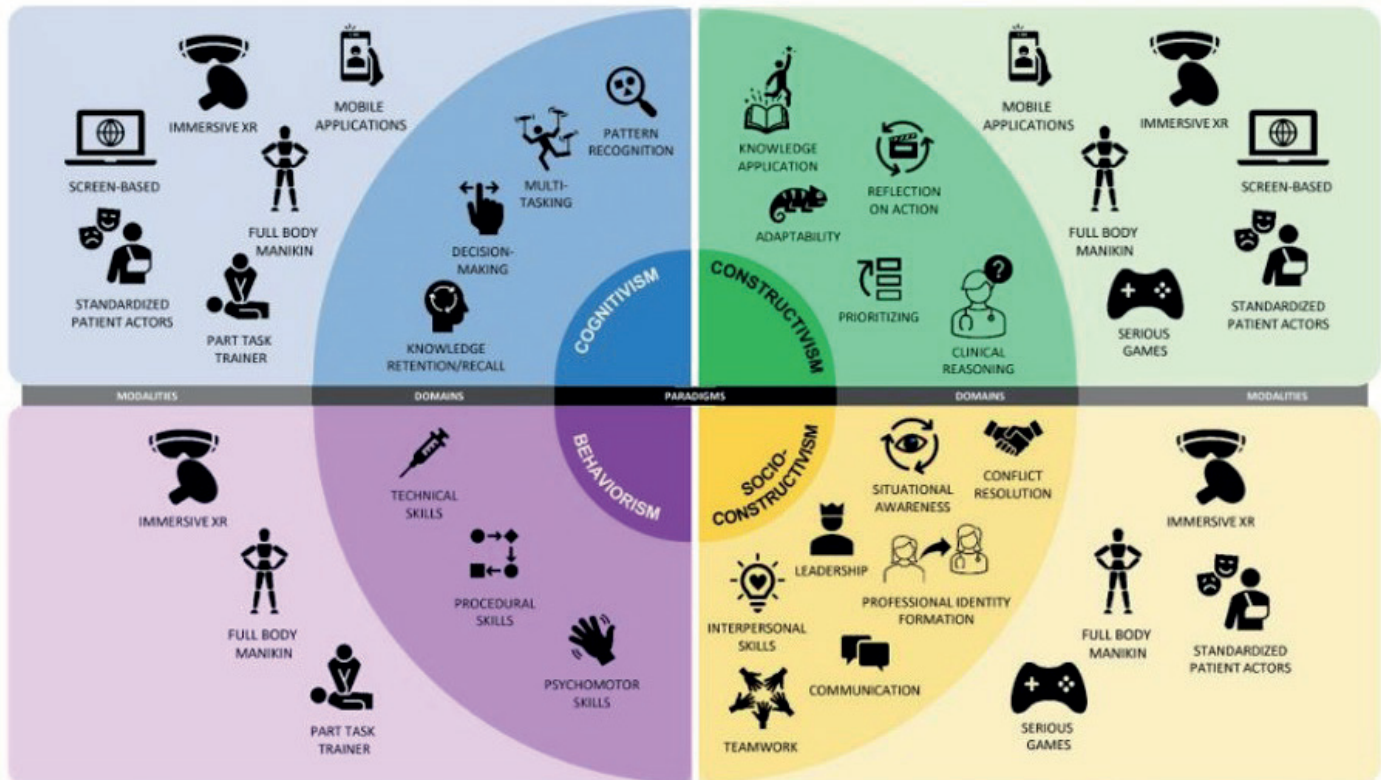 IMMERSIVE XR
MOBILE
APPLICATIONS
SCREEN-BASED
FULL BODY
MANIKIN
STANDARDIZED
PATIENT ACTORS
PART TASK
TRAINER
PATTERN
RECOGNITION
MULTI-
TASKING
DECISION-
MAKING
KNOWLEDGE
RETENTION/RECALL
COGNITIVISM
KNOWLEDGE
APPLICATION
REFLECTION
ON ACTION
ADAPTABILITY
PRIORITIZING
CLINICAL
REASONING
CONSTRUCTIVISM
MOBILE
APPLICATIONS
IMMERSIVE XR
SCREEN-BASED
FULL BODY
MANIKIN
SERIOUS
GAMES
STANDARDIZED
PATIENT ACTORS
MODALITIES
DOMAINS
PARADIGMS
DOMAINS
MODALITIES
IMMERSIVE XR
FULL BODY
MANIKIN
PART TASK
TRAINER
TECHNICAL
SKILLS
PROCEDURAL
SKILLS
PSYCHOMOTOR
SKILLS
BEHAVIORISM
SOCIO-
CONSTRUCTIVISM
SITUATIONAL
AWARENESS
CONFLICT
RESOLUTION
LEADERSHIP
PROFESSIONAL IDENTITY
FORMATION
INTERPERSONAL
SKILLS
COMMUNICATION
TEAMWORK
IMMERSIVE XR
FULL BODY
MANIKIN
STANDARDIZED
PATIENT ACTORS
SERIOUS
GAMES